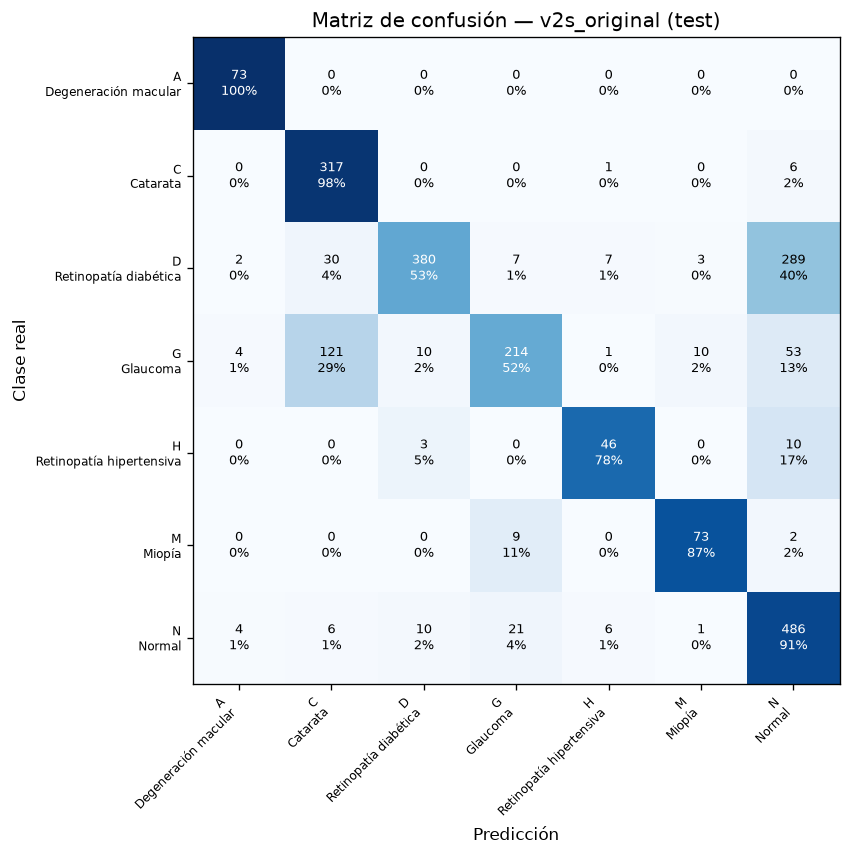 Matriz de confusión — v2s_original (test)
Clase real
A
Degeneración macular
73 0 0 0 0 0 0
100% 0% 0% 0% 0% 0% 0%
C
Catarata
0 317 0 0 1 0 6
0% 98% 0% 0% 0% 0% 2%
D
Retinopatía diabética
2 30 380 7 7 3 289
0% 4% 53% 1% 1% 0% 40%
G
Glaucoma
4 121 10 214 1 10 53
1% 29% 2% 52% 0% 2% 13%
H
Retinopatía hipertensiva
0 0 3 0 46 0 10
0% 0% 5% 0% 78% 0% 17%
M
Miopía
0 0 0 9 0 73 2
0% 0% 0% 11% 0% 87% 2%
N
Normal
4 6 10 21 6 1 486
1% 1% 2% 4% 1% 0% 91%
A
Degeneración macular
C
Catarata
D
Retinopatía diabética
G
Glaucoma
H
Retinopatía hipertensiva
M
Miopía
N
Normal
Predicción